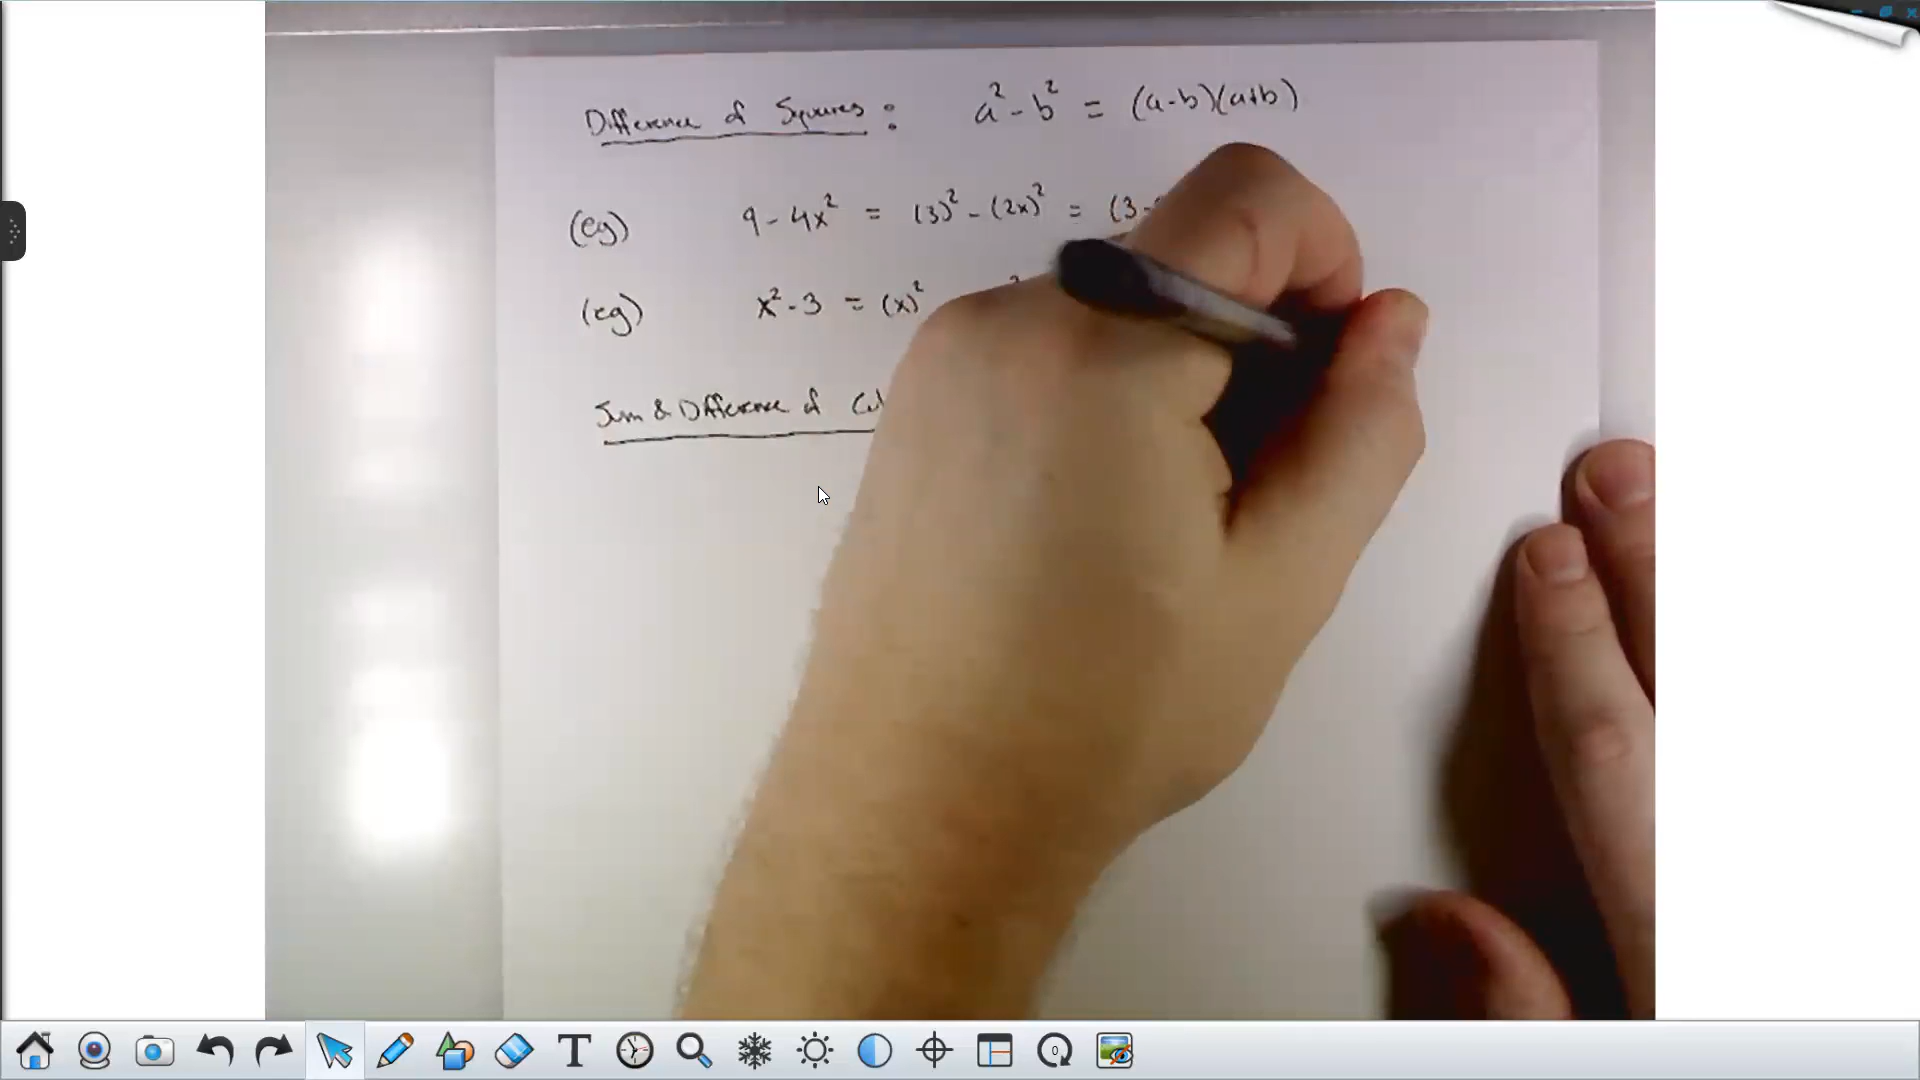 Difference of Squares : a² - b² = (a-b)(a+b)
(eg) 9 - 4x² = (3)² - (2x)² = (3-
(eg) x² - 3 = (x)²
Sum & Difference of
T
0